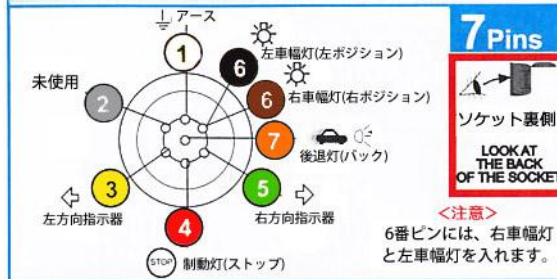 アース
1
左車幅灯(左ポジション)
6
未使用
2
6
右車幅灯(右ポジション)
7
後退灯(バック)
3
左方向指示器
5
右方向指示器
4
STOP 制動灯(ストップ)
7 Pins
ソケット裏側
LOOK AT
THE BACK
OF THE SOCKET
<注意>
6番ピンには、右車幅灯
と左車幅灯を入れます。